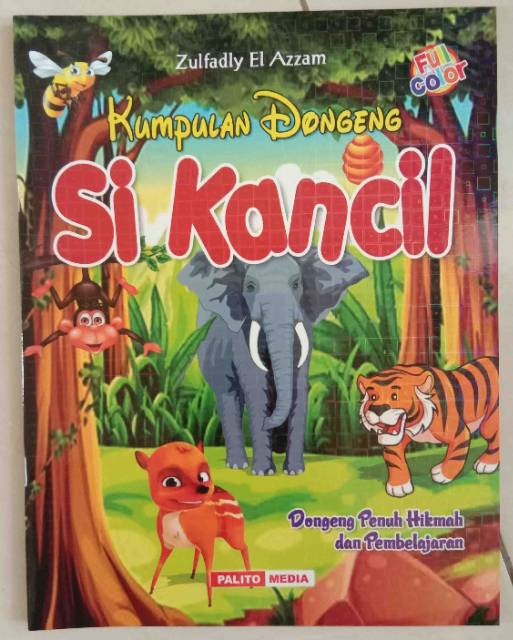 Zulfadly El Azzam
Full
Color
Kumpulan Dongeng
Si Kancil
Dongeng Penuh Hikmah
dan Pembelajaran
PALITO MEDIA